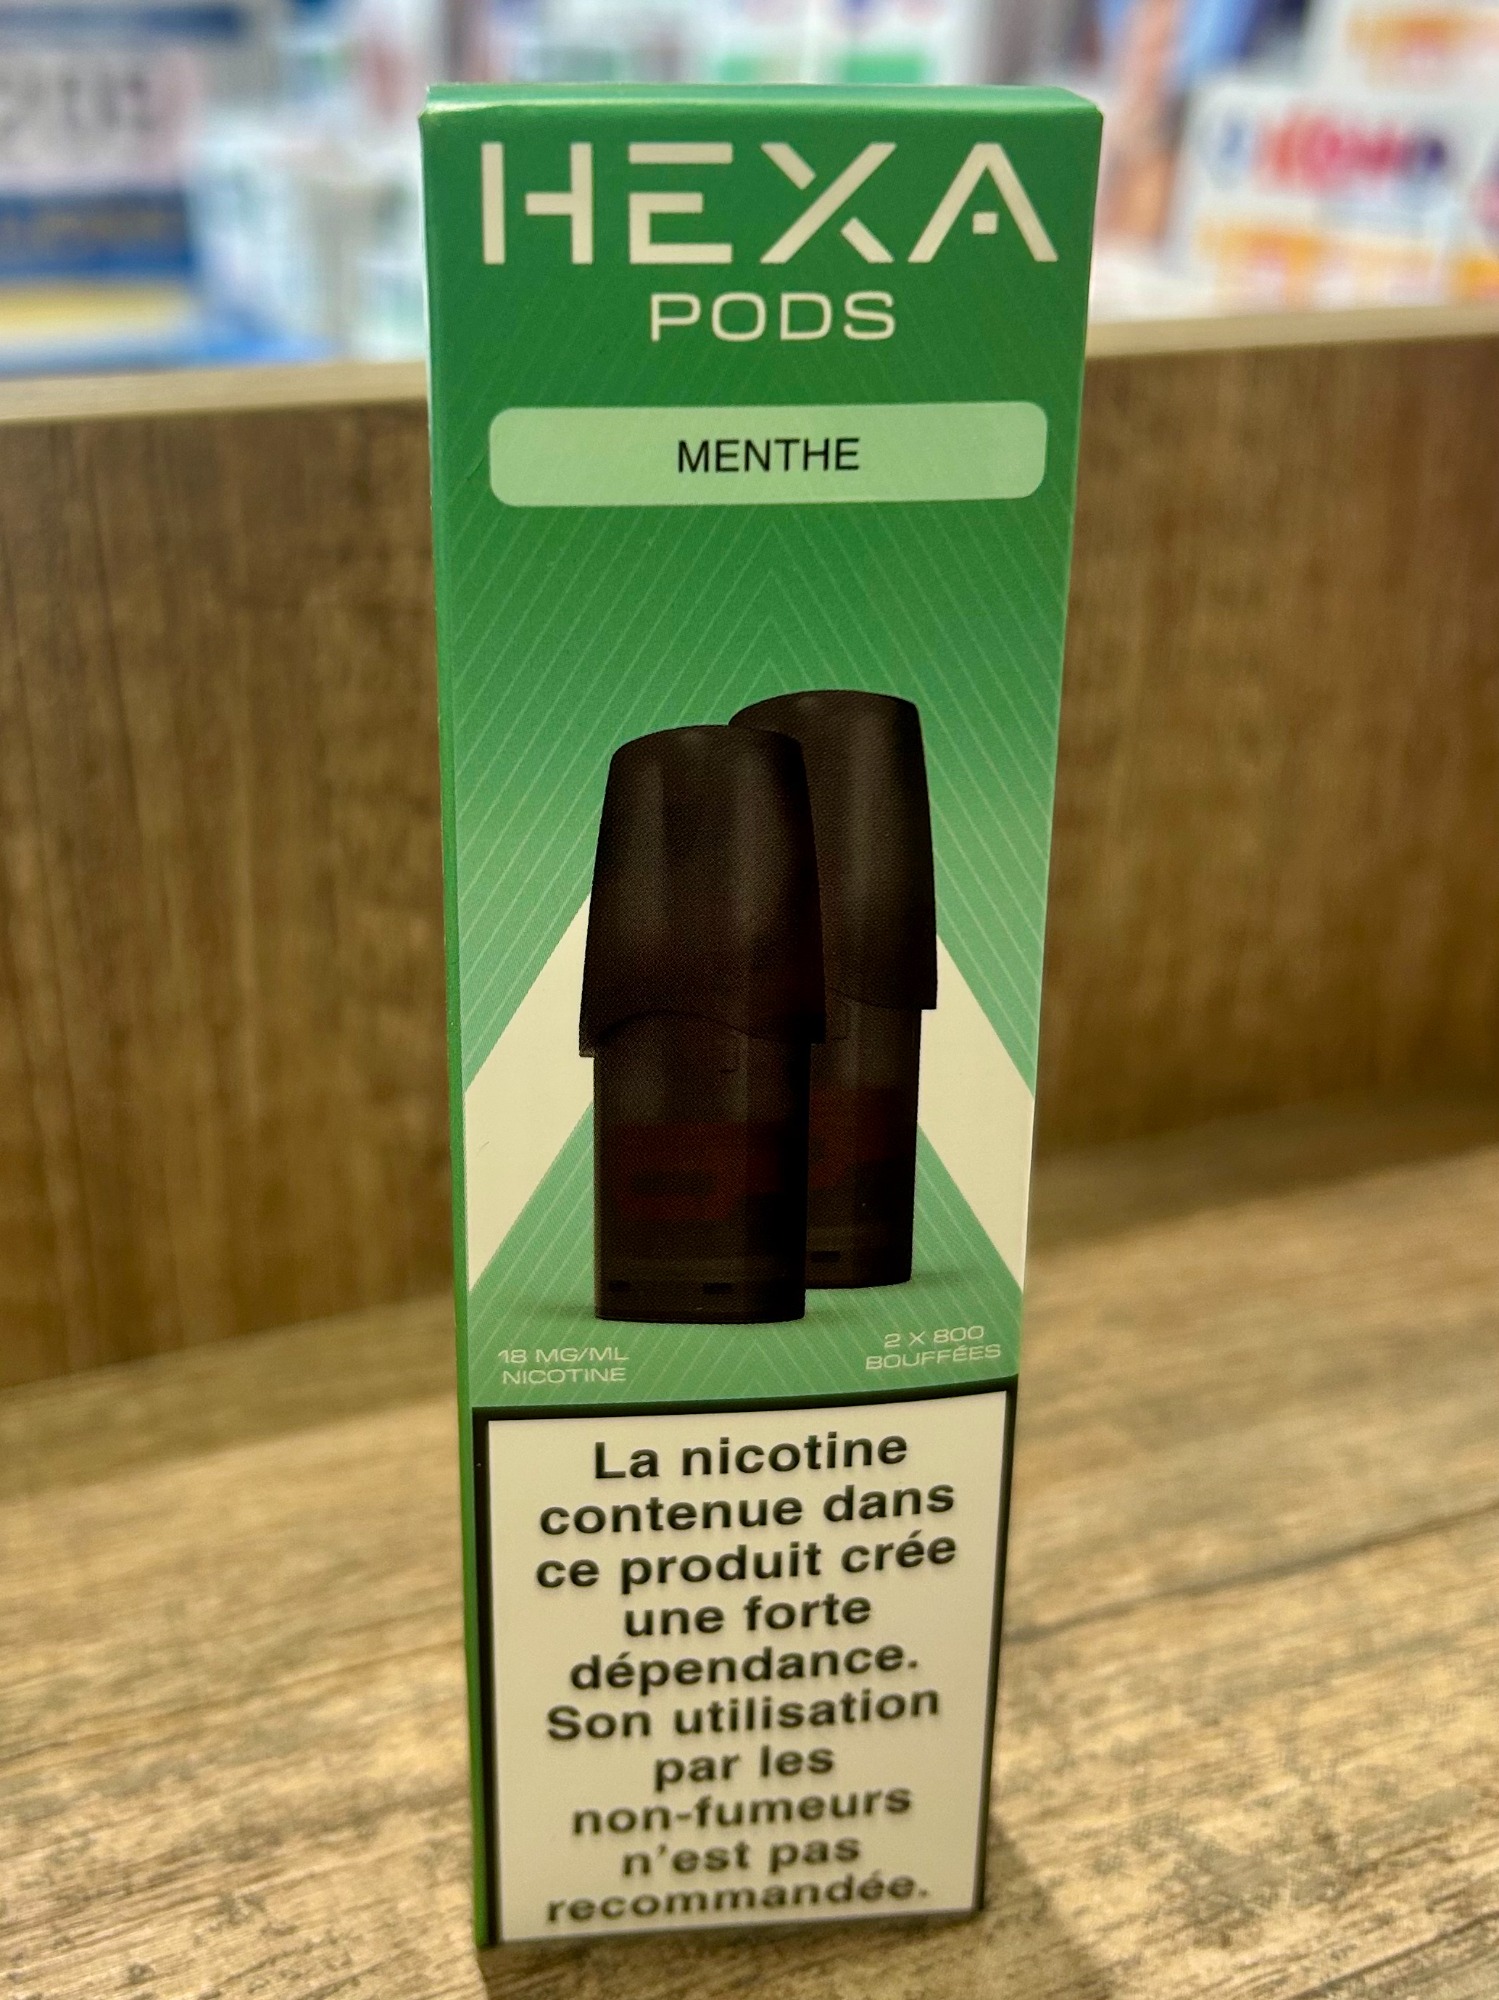 HEXA
PODS
MENTHE
18 MG/ML
NICOTINE
2 X 800
BOUFFÉES
La nicotine
contenue dans
ce produit crée
une forte
dépendance.
Son utilisation
par les
non-fumeurs
n'est pas
recommandée.